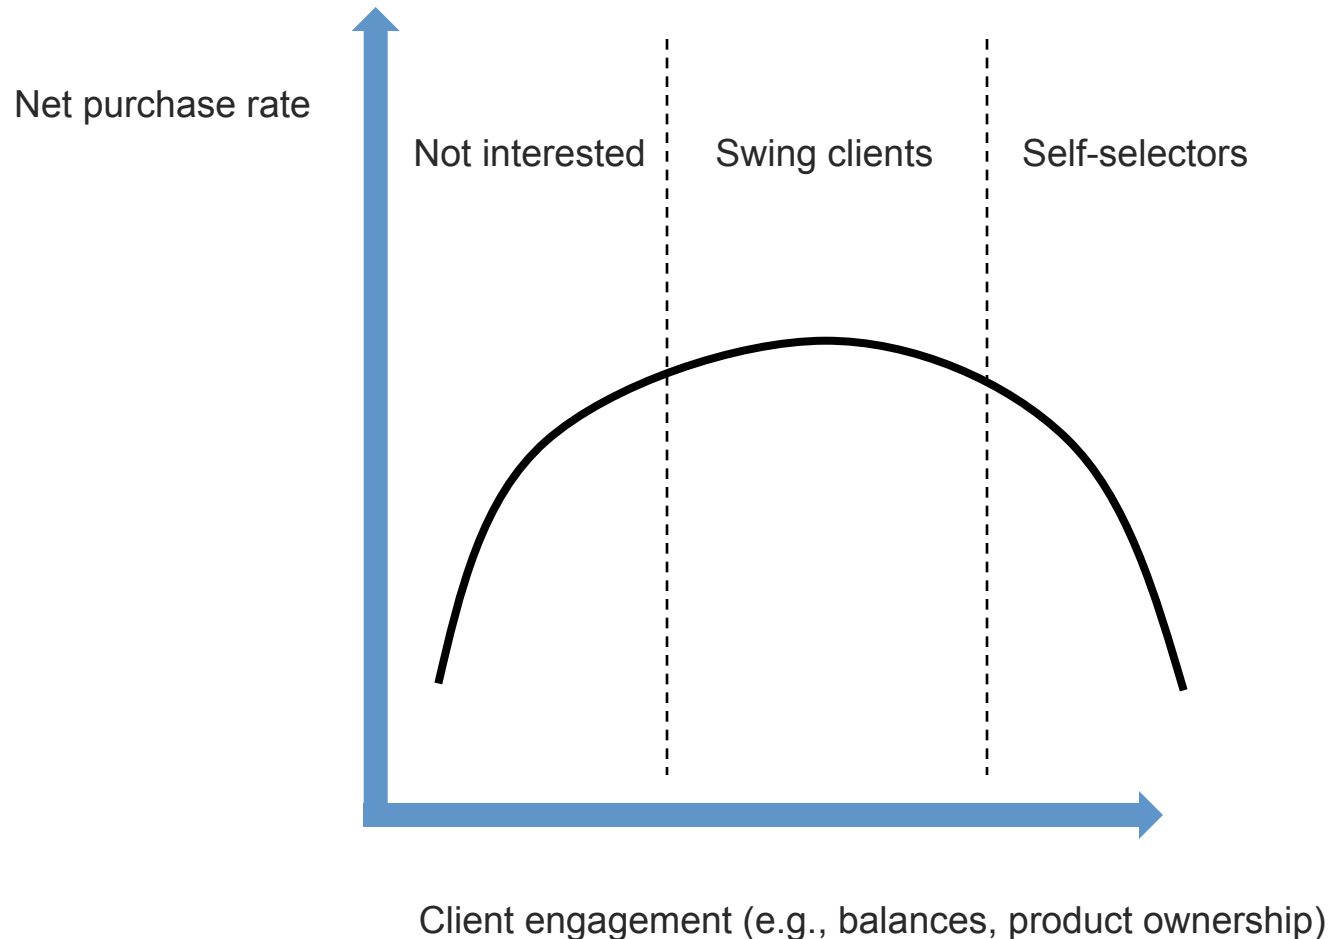 Net purchase rate
Not interested
Swing clients
Self-selectors
Client engagement (e.g., balances, product ownership)